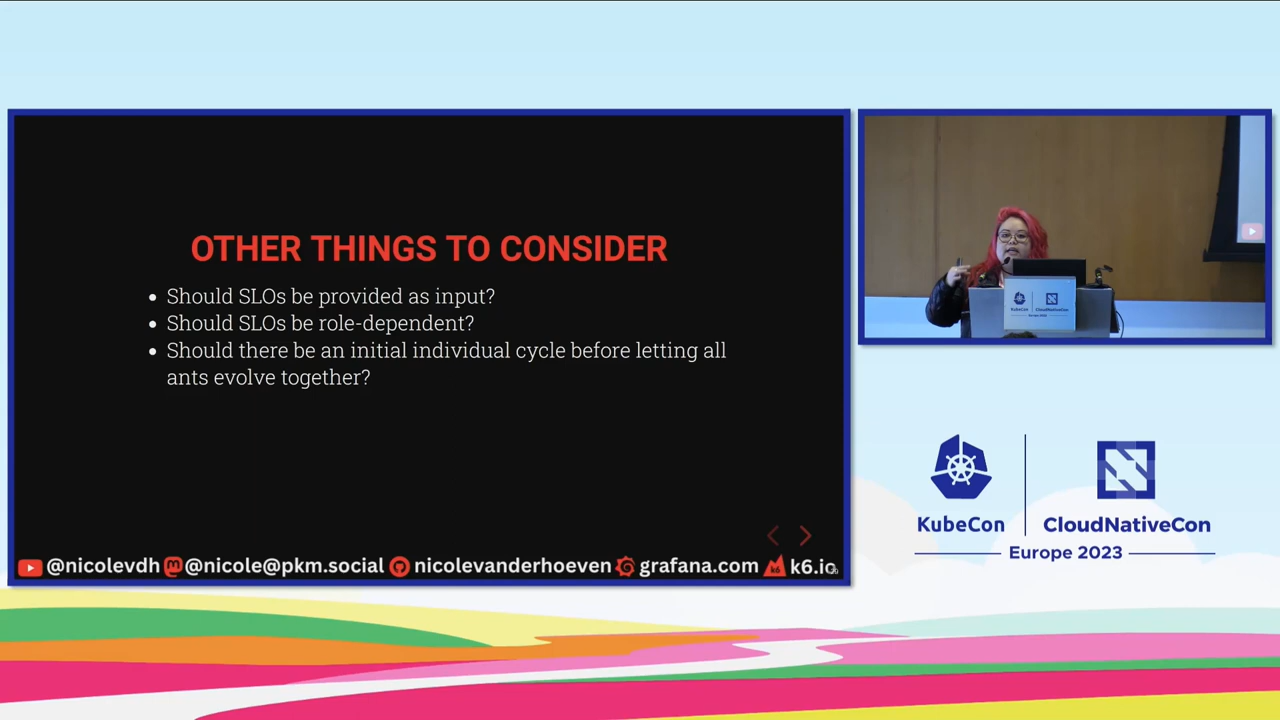 OTHER THINGS TO CONSIDER
Should SLOs be provided as input?
Should SLOs be role-dependent?
Should there be an initial individual cycle before letting all
ants evolve together?
@nicolevdh @nicole@pkm.social nicolevanderhoeven grafana.com k6.io
KubeCon
CloudNativeCon
Europe 2023